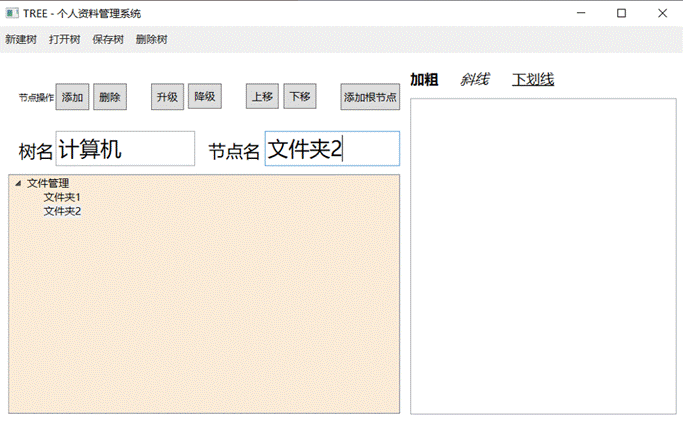 TREE - 个人资料管理系统
新建树 打开树 保存树 删除树
加粗 斜线 下划线
节点操作 添加 删除 升级 降级 上移 下移 添加根节点
树名 计算机 节点名 文件夹2
文件管理
文件夹1
文件夹2